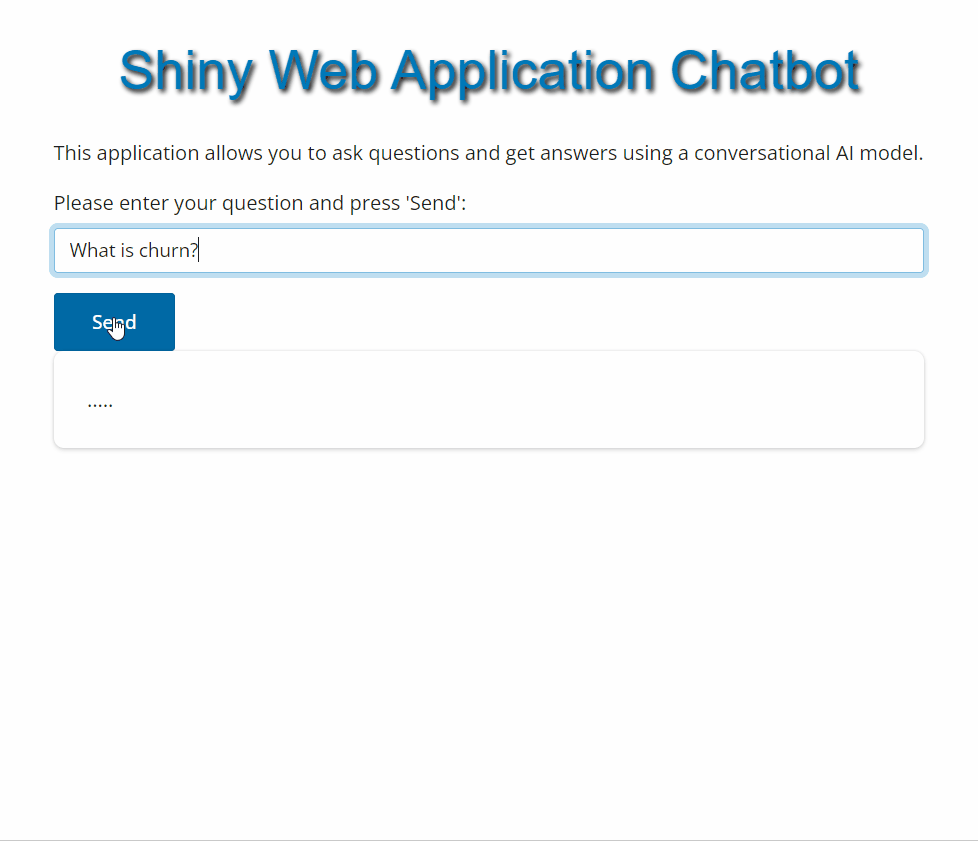 Shiny Web Application Chatbot
This application allows you to ask questions and get answers using a conversational AI model.
Please enter your question and press 'Send':
What is churn?
Send
.....